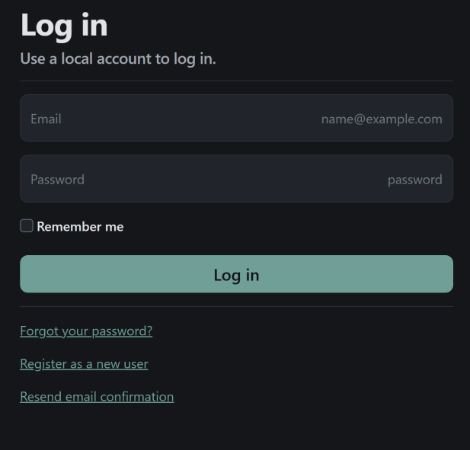 Log in
Use a local account to log in.
Email name@example.com
Password password
Remember me
Log in
Forgot your password?
Register as a new user
Resend email confirmation